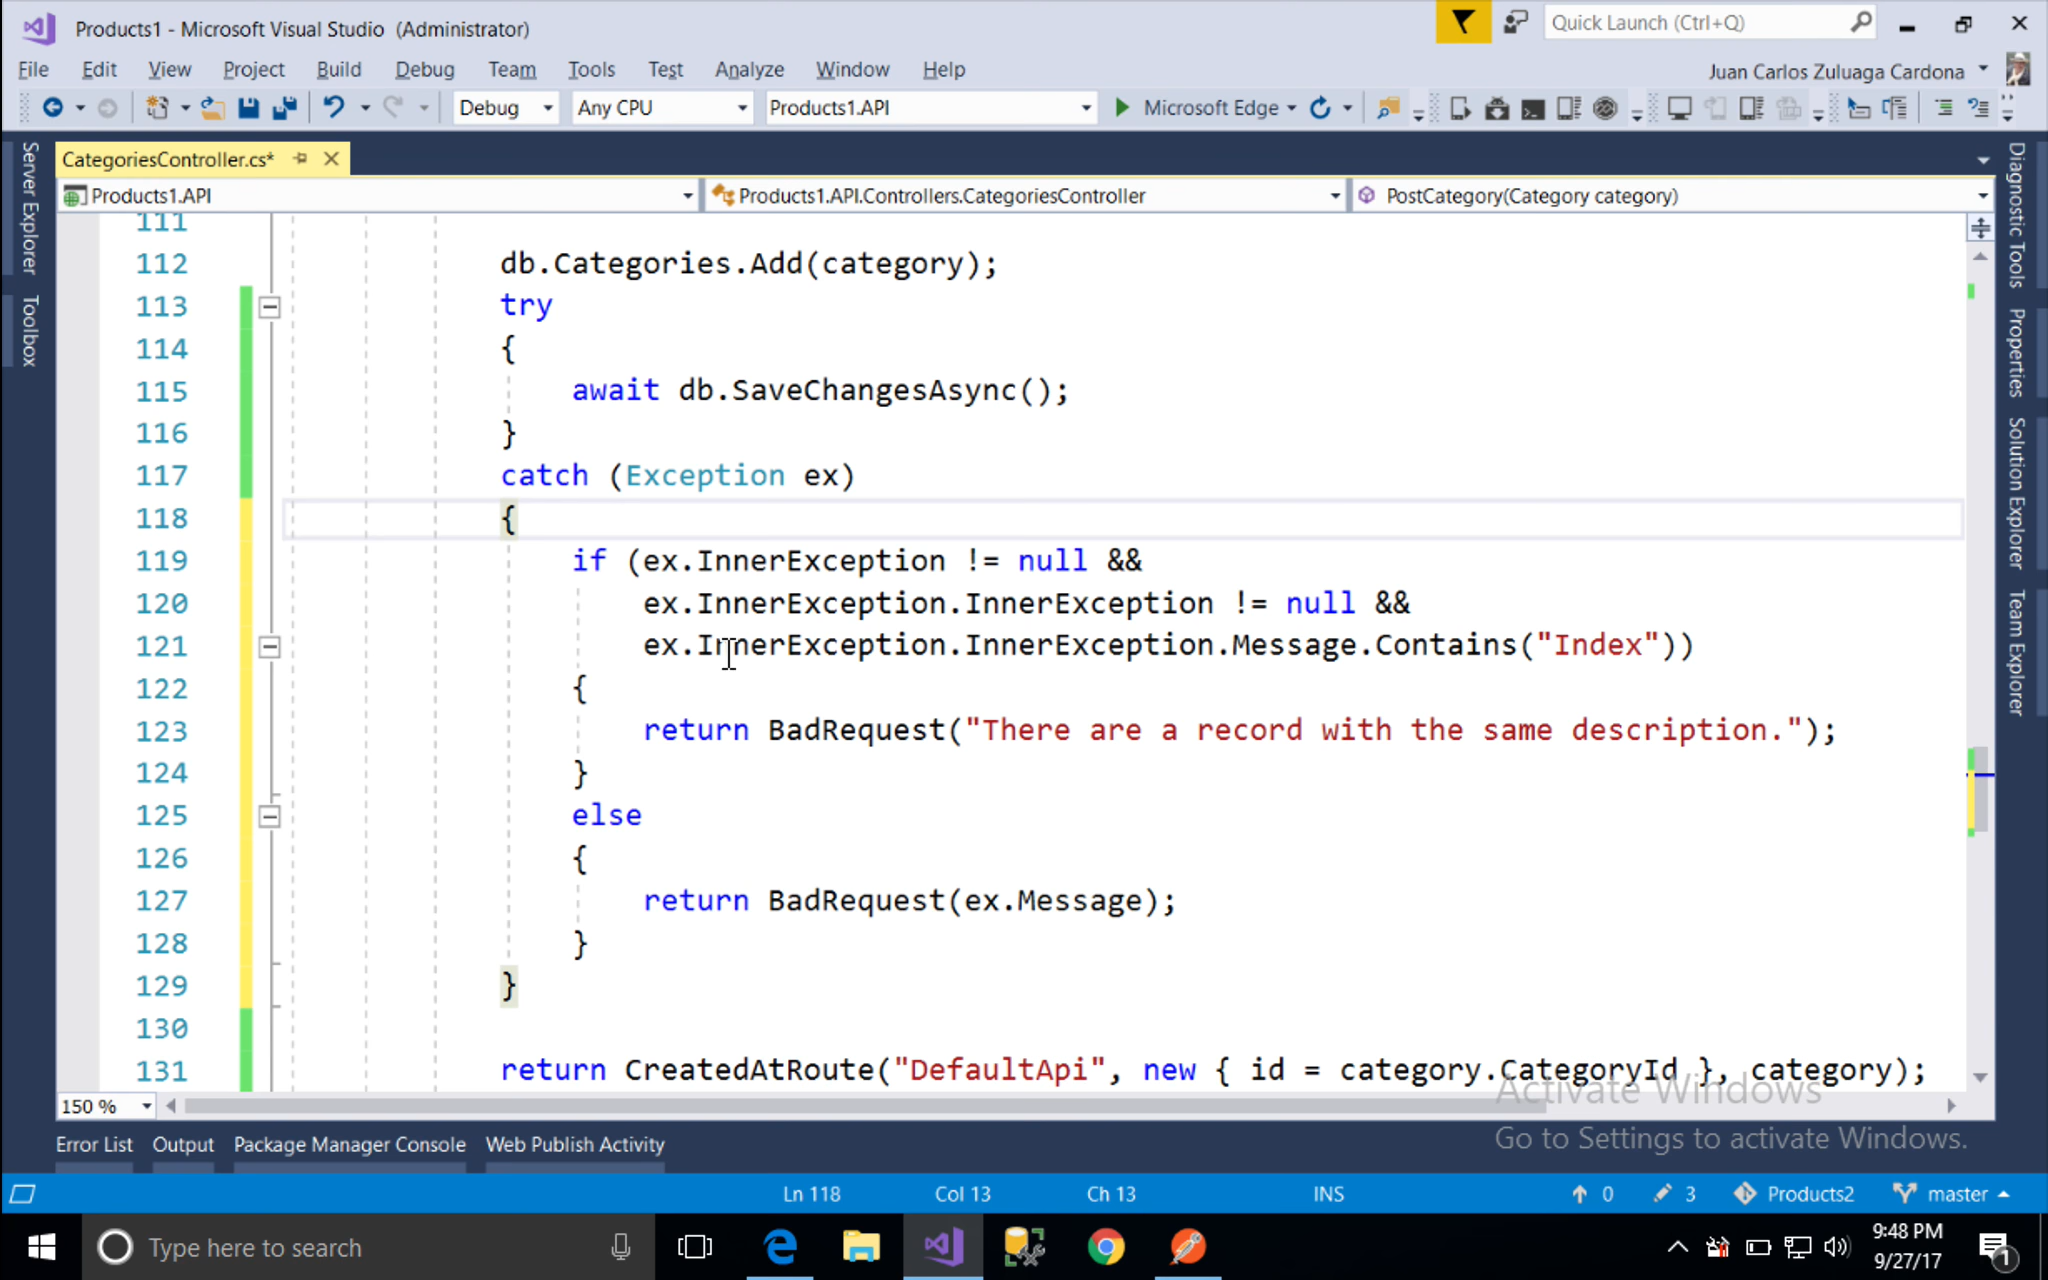 Products1 - Microsoft Visual Studio (Administrator)
Quick Launch (Ctrl+Q)
File Edit View Project Build Debug Team Tools Test Analyze Window Help
Juan Carlos Zuluaga Cardona
Debug Any CPU Products1.API Microsoft Edge
Server Explorer
Toolbox
CategoriesController.cs*
Products1.API Products1.API.Controllers.CategoriesController PostCategory(Category category)
111
112 db.Categories.Add(category);
113 try
114 {
115 await db.SaveChangesAsync();
116 }
117 catch (Exception ex)
118 {
119 if (ex.InnerException != null &&
120 ex.InnerException.InnerException != null &&
121 ex.InnerException.InnerException.Message.Contains("Index"))
122 {
123 return BadRequest("There are a record with the same description.");
124 }
125 else
126 {
127 return BadRequest(ex.Message);
128 }
129 }
130
131 return CreatedAtRoute("DefaultApi", new { id = category.CategoryId }, category);
Diagnostic Tools
Properties
Solution Explorer
Team Explorer
150 %
Activate Windows
Go to Settings to activate Windows.
Error List Output Package Manager Console Web Publish Activity
Ln 118 Col 13 Ch 13 INS 0 3 Products2 master
Type here to search
9:48 PM
9/27/17
1